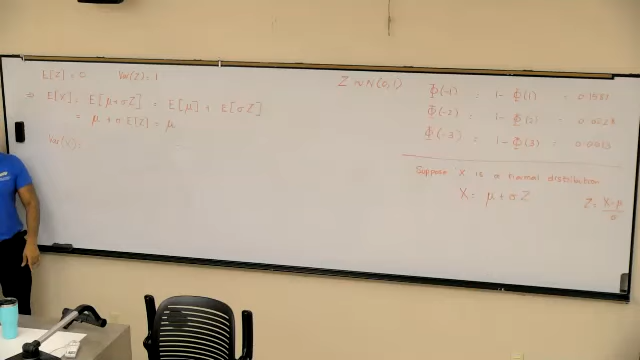 E[Z] = 0 Var(Z) = 1
⇒ E[X] = E[μ+σZ] = E[μ] + E[σZ]
= μ + σ E[Z] = μ
Var(X) =
Z ~ N(0,1)
Φ(-1) = 1 - Φ(1) = 0.1587
Φ(-2) = 1 - Φ(2) = 0.0228
Φ(-3) = 1 - Φ(3) = 0.0013
Suppose X is a normal distribution
X = μ + σ Z
Z = X-μ / σ